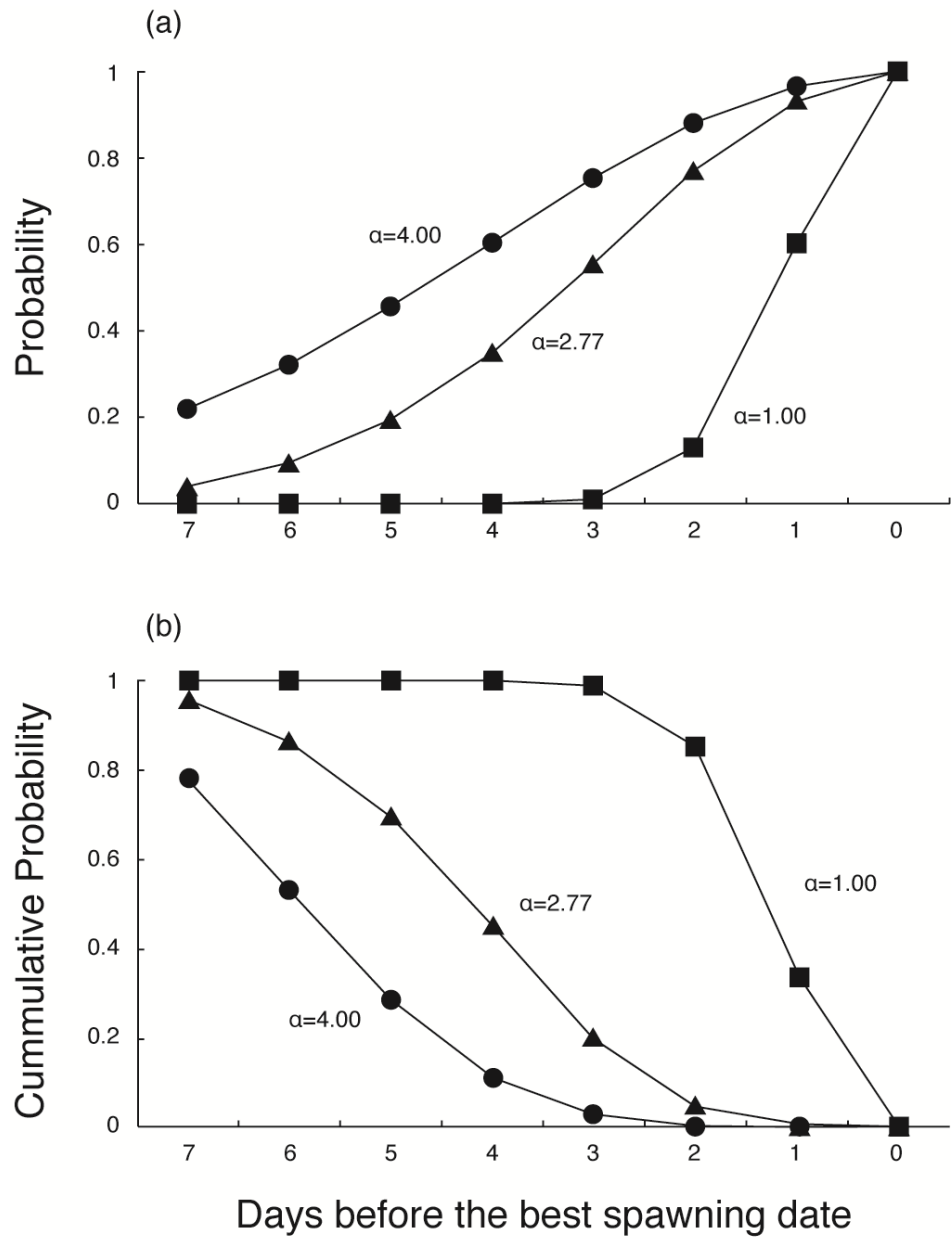 (a)
Probability
1
0.8
0.6
0.4
0.2
0
α=4.00
α=2.77
α=1.00
7 6 5 4 3 2 1 0
(b)
Cummulative Probability
1
0.8
0.6
0.4
0.2
0
α=1.00
α=2.77
α=4.00
7 6 5 4 3 2 1 0
Days before the best spawning date